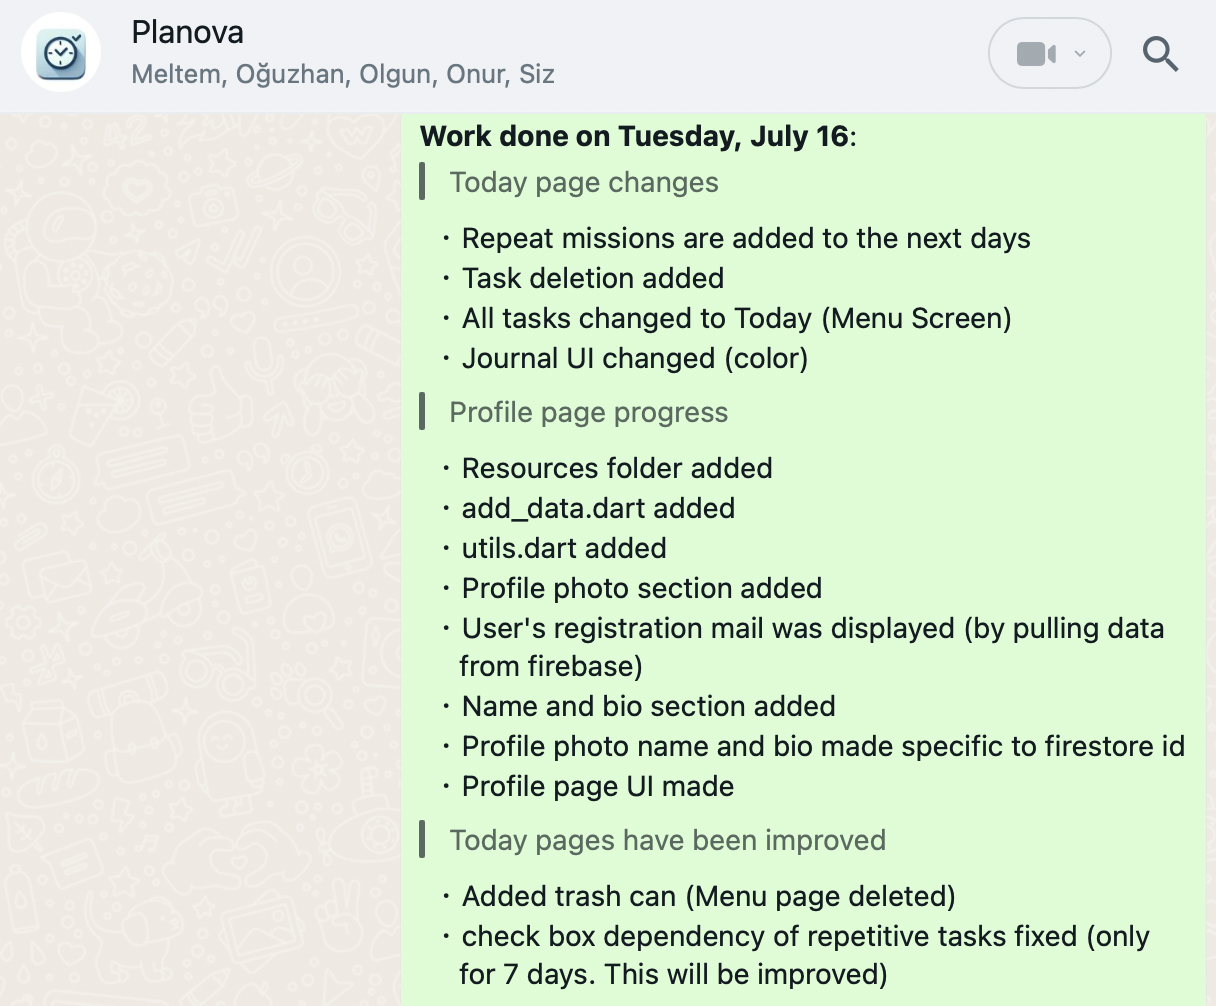 Planova
Meltem, Oğuzhan, Olgun, Onur, Siz
Work done on Tuesday, July 16:
Today page changes
· Repeat missions are added to the next days
· Task deletion added
· All tasks changed to Today (Menu Screen)
· Journal UI changed (color)
Profile page progress
· Resources folder added
· add_data.dart added
· utils.dart added
· Profile photo section added
· User's registration mail was displayed (by pulling data
from firebase)
· Name and bio section added
· Profile photo name and bio made specific to firestore id
· Profile page UI made
Today pages have been improved
· Added trash can (Menu page deleted)
· check box dependency of repetitive tasks fixed (only
for 7 days. This will be improved)